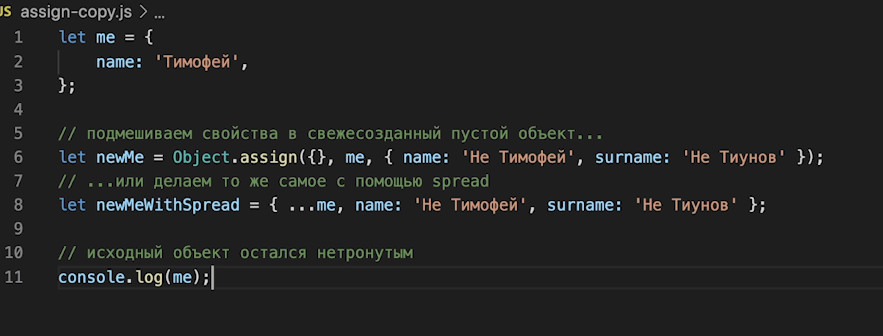 JS assign-copy.js > ...
1 let me = {
2     name: 'Тимофей',
3 };
4
5 // подмешиваем свойства в свежесозданный пустой объект...
6 let newMe = Object.assign({}, me, { name: 'Не Тимофей', surname: 'Не Тиунов' });
7 // ...или делаем то же самое с помощью spread
8 let newMeWithSpread = { ...me, name: 'Не Тимофей', surname: 'Не Тиунов' };
9
10 // исходный объект остался нетронутым
11 console.log(me);